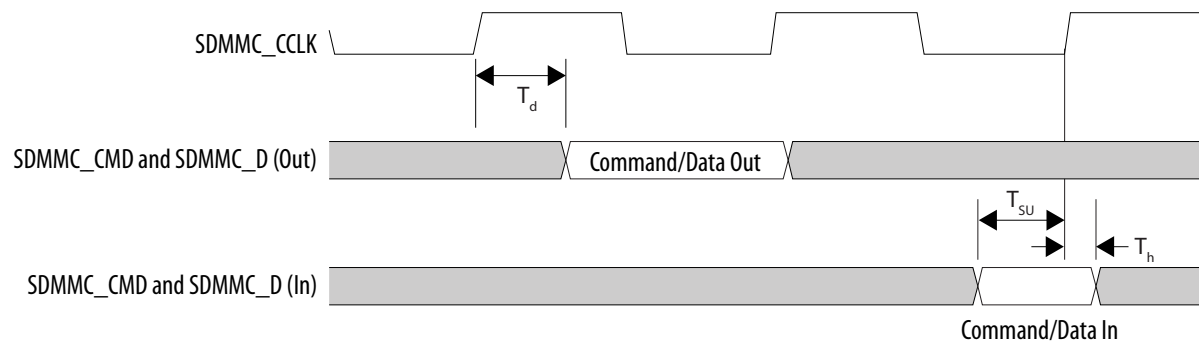 SDMMC_CCLK
T_d
SDMMC_CMD and SDMMC_D (Out)
Command/Data Out
T_SU
T_h
SDMMC_CMD and SDMMC_D (In)
Command/Data In